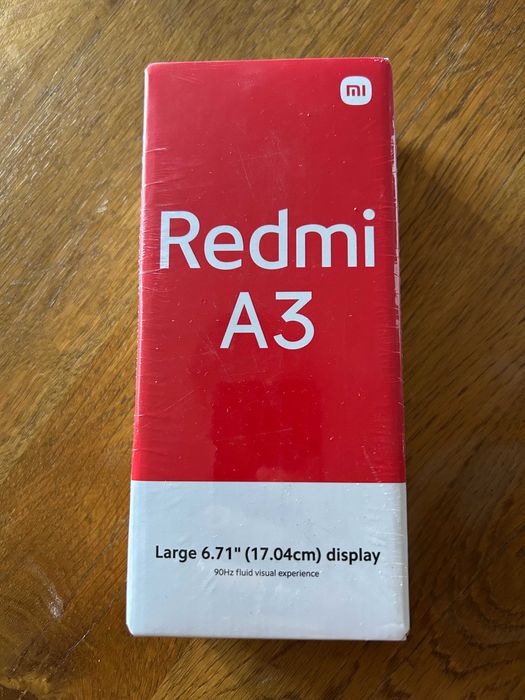 mi
Redmi
A3
Large 6.71" (17.04cm) display
90Hz fluid visual experience